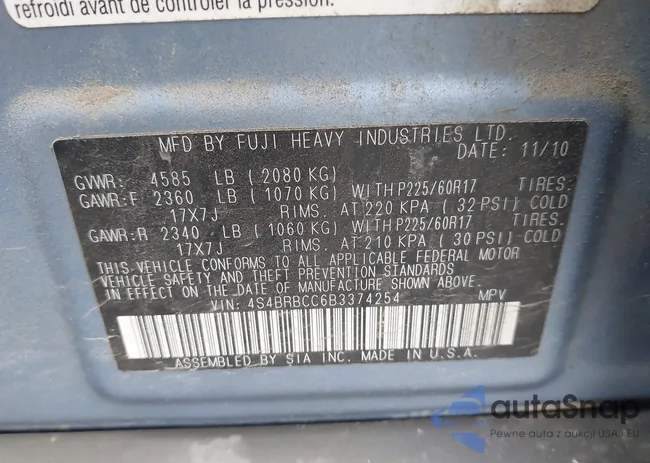 refroidi avant de contrôler la pression.
MFD BY FUJI HEAVY INDUSTRIES LTD.
DATE: 11/10
GVWR: 4585 LB (2080 KG)
GAWR:F 2360 LB (1070 KG) WITH P225/60R17 TIRES:
17X7J RIMS. AT 220 KPA (32 PSI) COLD
GAWR:R 2340 LB (1060 KG) WITH P225/60R17 TIRES:
17X7J RIMS. AT 210 KPA (30 PSI) COLD
THIS VEHICLE CONFORMS TO ALL APPLICABLE FEDERAL MOTOR
VEHICLE SAFETY AND THEFT PREVENTION STANDARDS
IN EFFECT ON THE DATE OF MANUFACTURE SHOWN ABOVE.
VIN: 4S4BRBCC6B3374254 MPV
ASSEMBLED BY SIA INC. MADE IN U.S.A.
autaSnap
Pewne auta z aukcji USA i EU